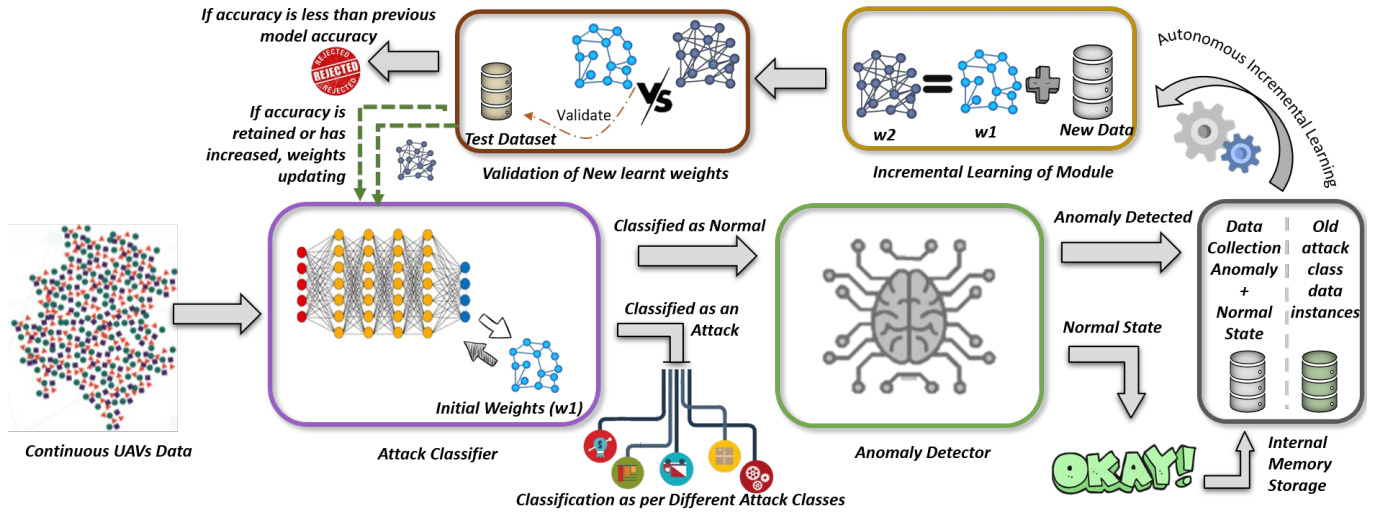 If accuracy is less than previous
model accuracy
REJECTED
REJECTED
REJECTED
If accuracy is
retained or has
increased, weights
updating
Test Dataset
Validate
VS
Validation of New learnt weights
w2
w1
New Data
Incremental Learning of Module
Autonomous Incremental Learning
Continuous UAVs Data
Initial Weights (w1)
Attack Classifier
Classified as Normal
Classified as an
Attack
Classification as per Different Attack Classes
Anomaly Detector
Anomaly Detected
Normal State
OKAY!!
Data
Collection
Anomaly
+
Normal
State
Old
attack
class
data
instances
Internal
Memory
Storage